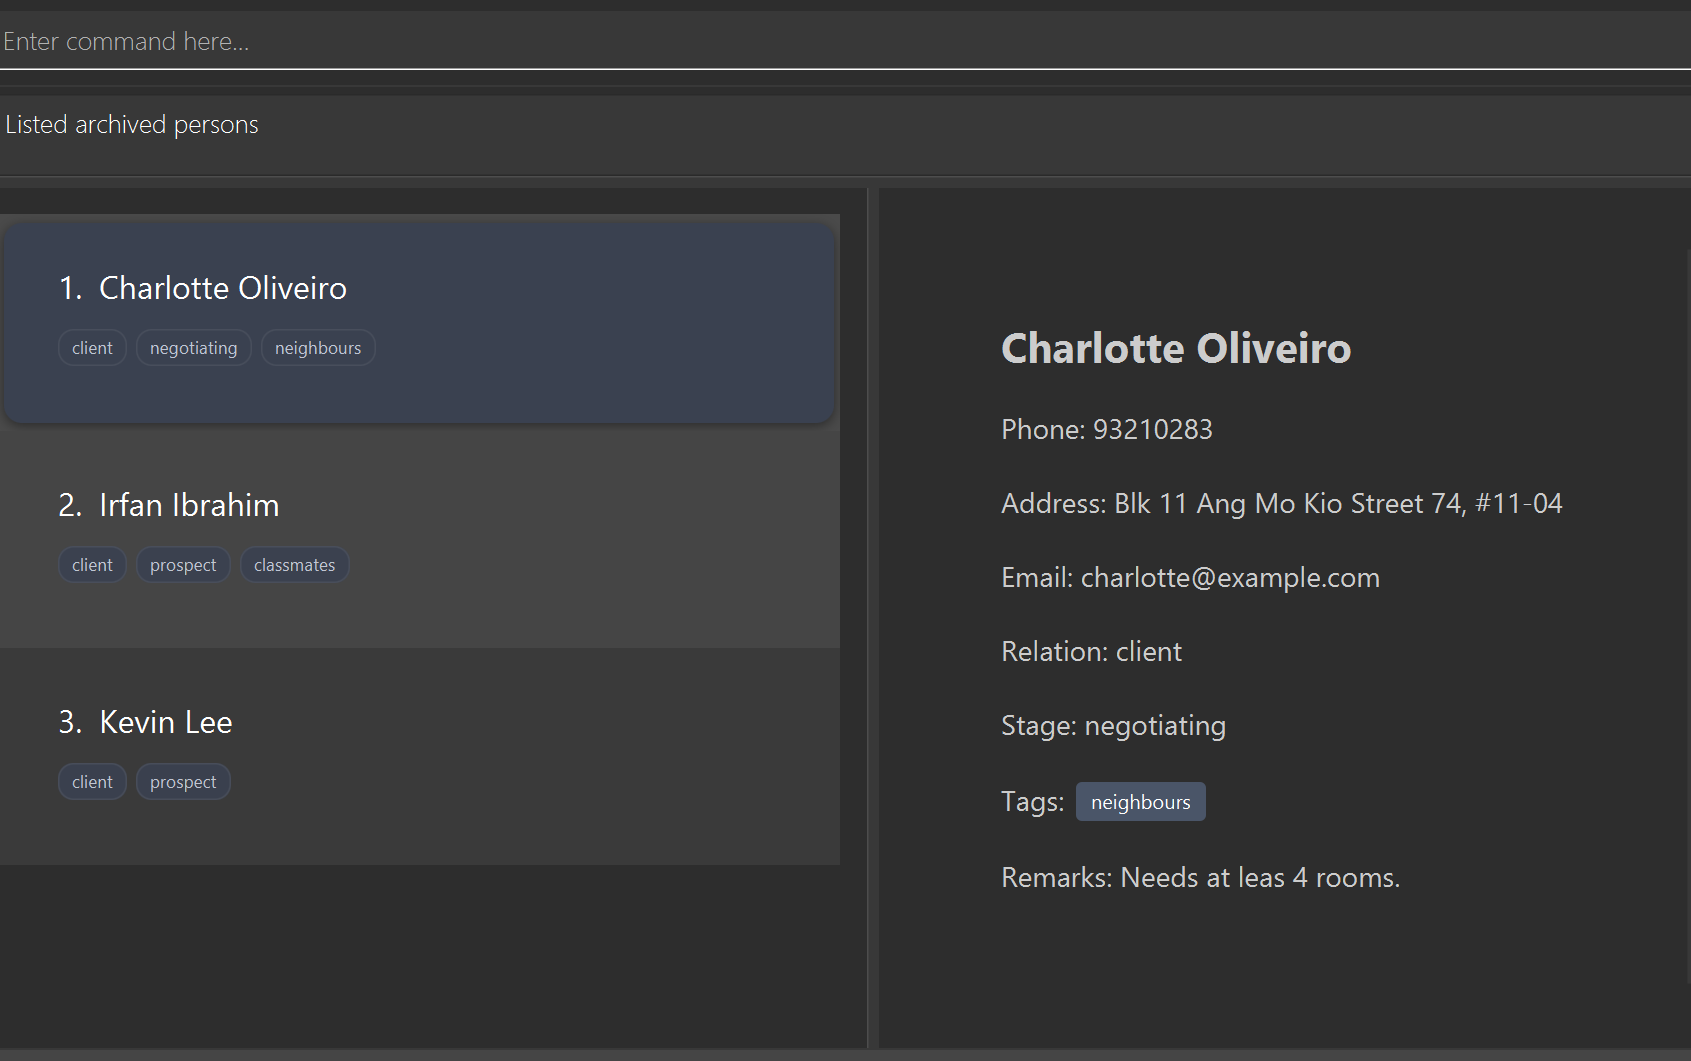 Enter command here...
Listed archived persons
1. Charlotte Oliveiro
client negotiating neighbours
2. Irfan Ibrahim
client prospect classmates
3. Kevin Lee
client prospect
Charlotte Oliveiro
Phone: 93210283
Address: Blk 11 Ang Mo Kio Street 74, #11-04
Email: charlotte@example.com
Relation: client
Stage: negotiating
Tags: neighbours
Remarks: Needs at leas 4 rooms.